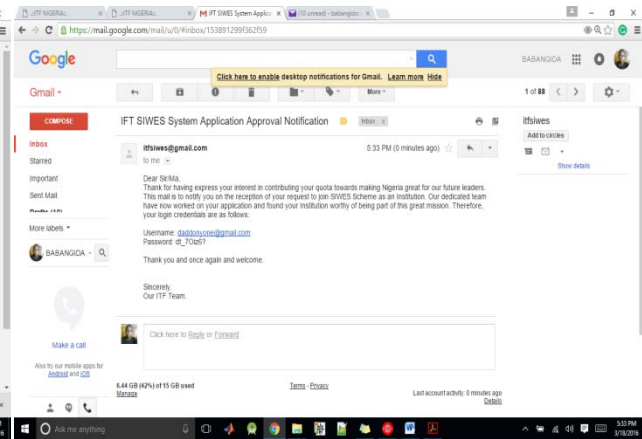 ITF NIGERIA:
ITF NIGERIA:
IFT SIWES System Applic
(10 unread) - babangida
https://mail.google.com/mail/u/0/#inbox/153891299f362f59
Google
BABANGIDA
Click here to enable desktop notifications for Gmail. Learn more Hide
Gmail
More
1 of 88
COMPOSE
Inbox
Starred
Important
Sent Mail
Drafts (10)
More labels
BABANGIDA
Make a call
Also try our mobile apps for
Android and iOS
IFT SIWES System Application Approval Notification
Inbox x
itfsiwes@gmail.com
5:33 PM (0 minutes ago)
to me
Dear Sir/Ma,
Thank for having express your interest in contributing your quota towards making Nigeria great for our future leaders.
This mail is to notify you on the reception of your request to join SIWES Scheme as an Institution. Our dedicated team
have now worked on your application and found your Institution worthy of being part of this great mission. Therefore,
your login credentials are as follows:
Username: daddonyone@gmail.com
Password: dt_7Oiz6?
Thank you and once again and welcome.
Sincerely,
Our ITF Team.
Click here to Reply or Forward
6.44 GB (42%) of 15 GB used
Manage
Terms - Privacy
Last account activity: 0 minutes ago
Details
itfsiwes
Add to circles
Show details
Ask me anything
5:33 PM
3/18/2016